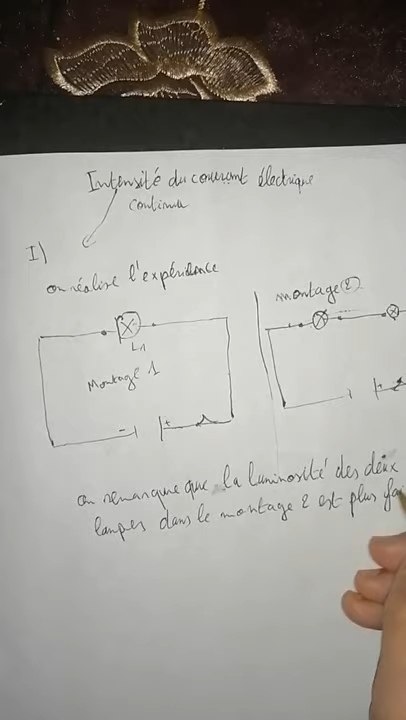 Intensité du courant électrique
continu
I)
on réalise l'expérience
montage(2)
L1
Montage 1
- +
+
on remarque que la luminosité des deux
lampes dans le montage 2 est plus fai